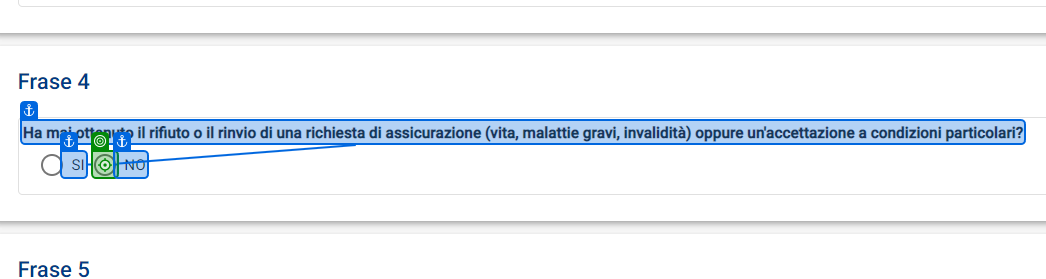 Frase 4
Ha mai ottenuto il rifiuto o il rinvio di una richiesta di assicurazione (vita, malattie gravi, invalidità) oppure un'accettazione a condizioni particolari?
SI NO
Frase 5